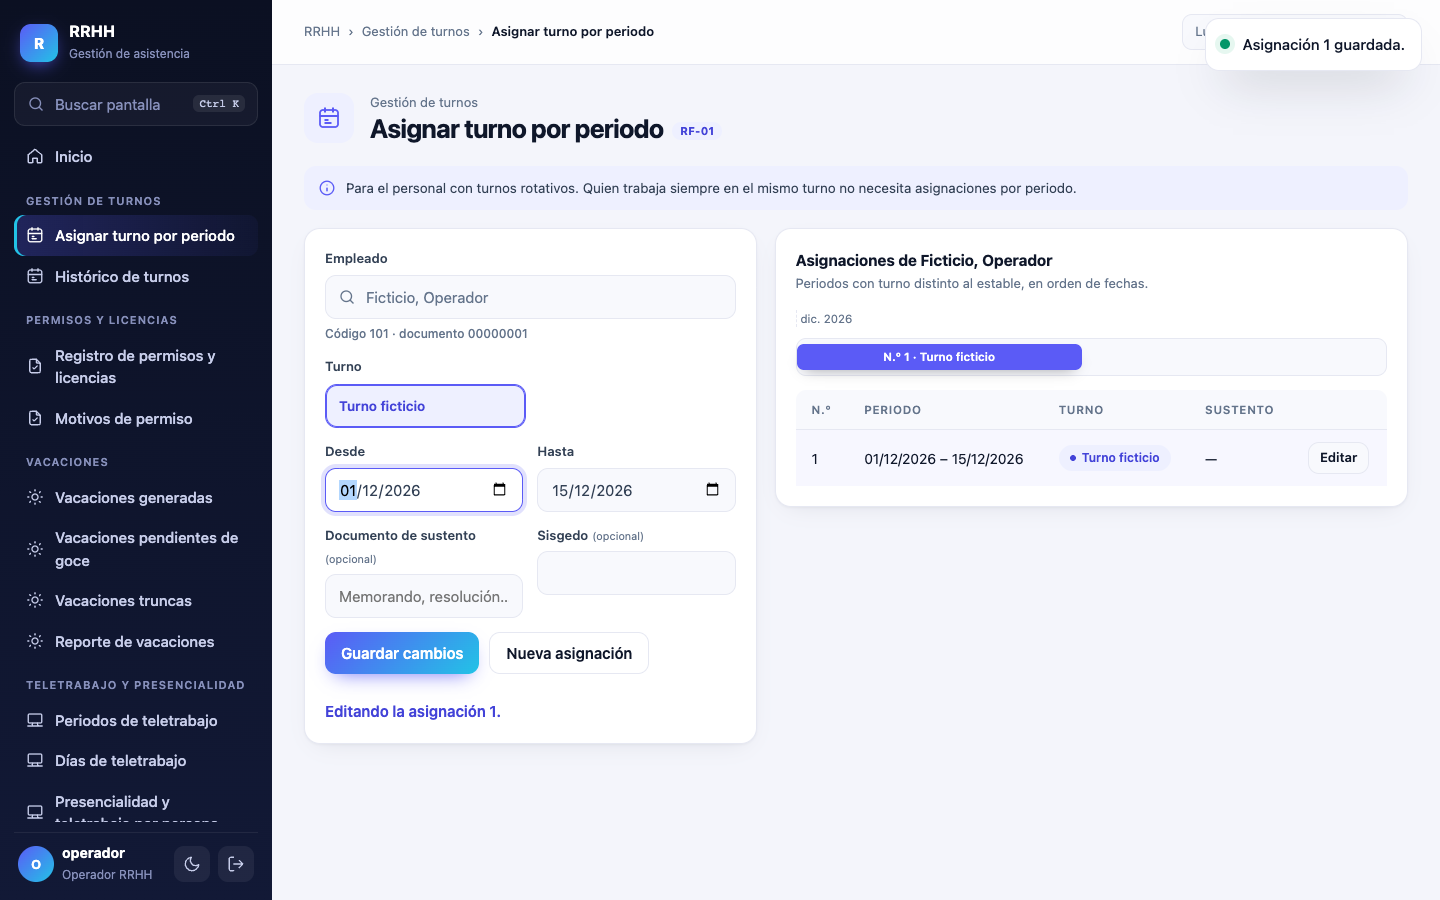 R
RRHH
Gestión de asistencia
Buscar pantalla
Ctrl K
Inicio
GESTIÓN DE TURNOS
Asignar turno por periodo
Histórico de turnos
PERMISOS Y LICENCIAS
Registro de permisos y
licencias
Motivos de permiso
VACACIONES
Vacaciones generadas
Vacaciones pendientes de
goce
Vacaciones truncas
Reporte de vacaciones
TELETRABAJO Y PRESENCIALIDAD
Periodos de teletrabajo
Días de teletrabajo
Presencialidad y
O
operador
Operador RRHH
RRHH › Gestión de turnos › Asignar turno por periodo
Asignación 1 guardada.
Gestión de turnos
Asignar turno por periodo RF-01
Para el personal con turnos rotativos. Quien trabaja siempre en el mismo turno no necesita asignaciones por periodo.
Empleado
Ficticio, Operador
Código 101 · documento 00000001
Turno
Turno ficticio
Desde Hasta
01/12/2026 15/12/2026
Documento de sustento Sisgedo (opcional)
(opcional)
Memorando, resolución..
Guardar cambios Nueva asignación
Editando la asignación 1.
Asignaciones de Ficticio, Operador
Periodos con turno distinto al estable, en orden de fechas.
dic. 2026
N.º 1 · Turno ficticio
N.º PERIODO TURNO SUSTENTO
1 01/12/2026 – 15/12/2026 Turno ficticio — Editar